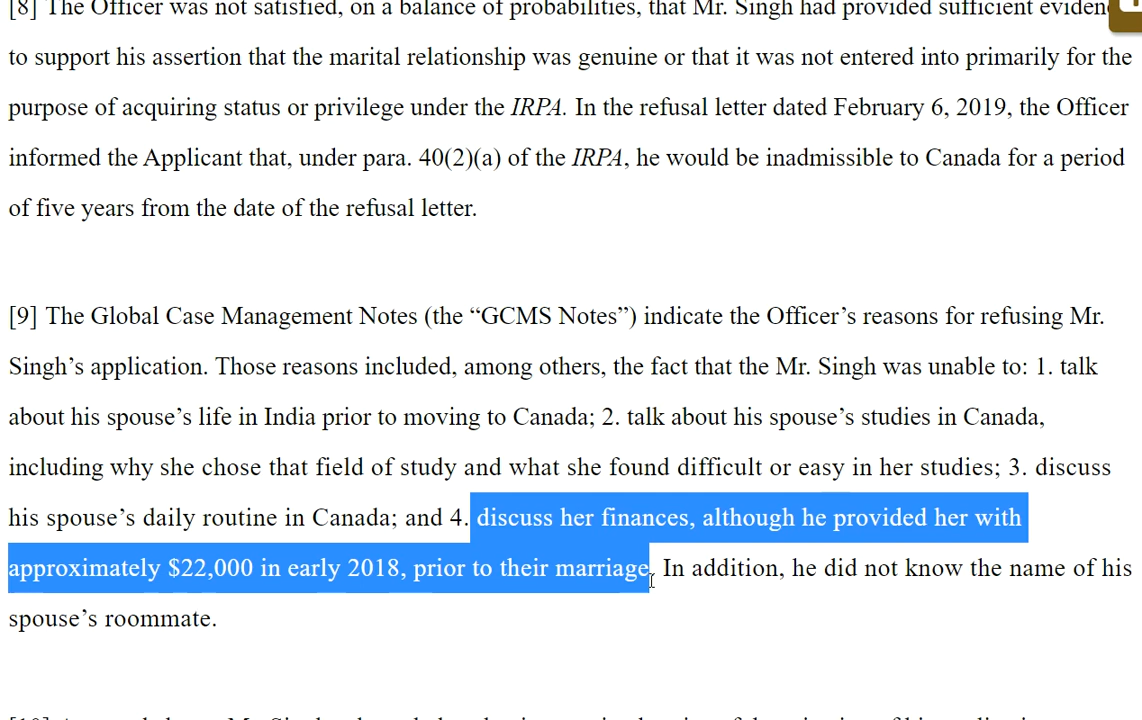 [8] The Officer was not satisfied, on a balance of probabilities, that Mr. Singh had provided sufficient
to support his assertion that the marital relationship was genuine or that it was not entered into primarily for the
purpose of acquiring status or privilege under the IRPA. In the refusal letter dated February 6, 2019, the Officer
informed the Applicant that, under para. 40(2)(a) of the IRPA, he would be inadmissible to Canada for a period
of five years from the date of the refusal letter.
[9] The Global Case Management Notes (the “GCMS Notes”) indicate the Officer’s reasons for refusing Mr.
Singh’s application. Those reasons included, among others, the fact that the Mr. Singh was unable to: 1. talk
about his spouse’s life in India prior to moving to Canada; 2. talk about his spouse’s studies in Canada,
including why she chose that field of study and what she found difficult or easy in her studies; 3. discuss
his spouse’s daily routine in Canada; and 4. discuss her finances, although he provided her with
approximately $22,000 in early 2018, prior to their marriage. In addition, he did not know the name of his
spouse’s roommate.